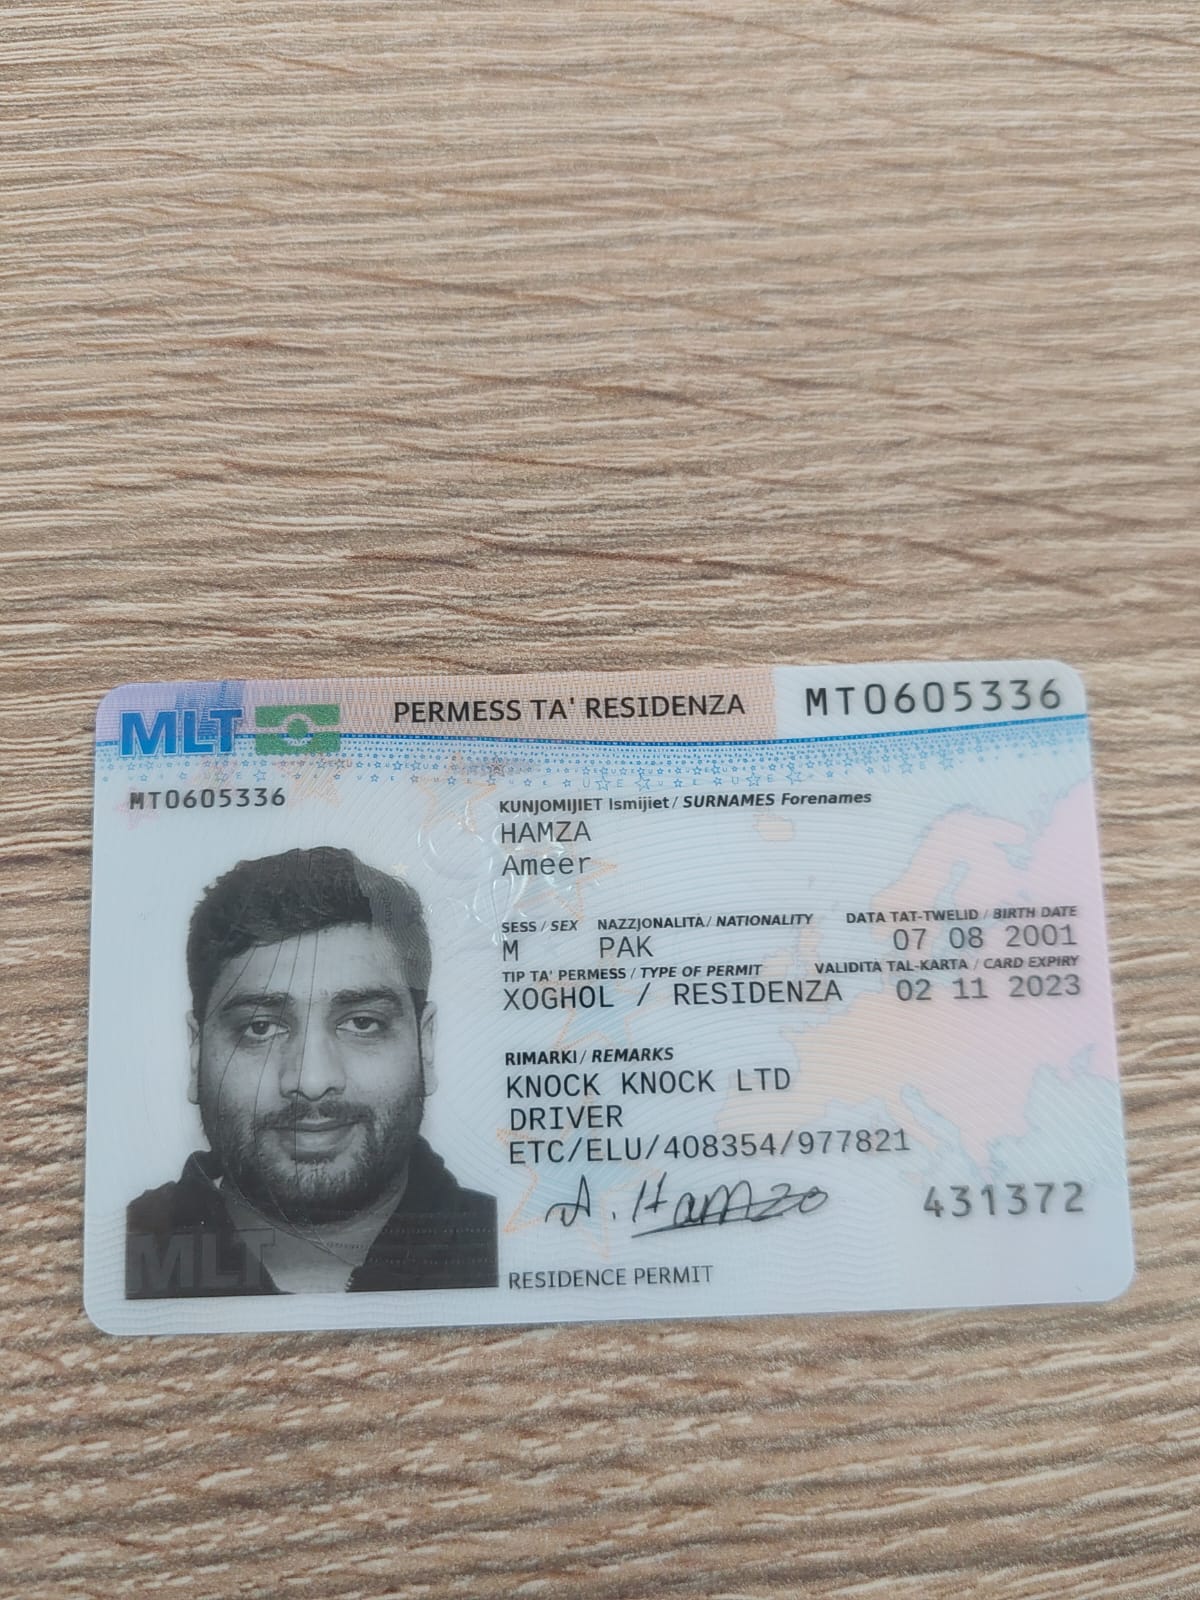 MLT
PERMESS TA' RESIDENZA
MT0605336
MT0605336
KUNJOMIJIET Ismijiet / SURNAMES Forenames
HAMZA
Ameer
SESS / SEX NAZZJONALITÀ / NATIONALITY DATA TAT-TWELID / BIRTH DATE
M PAK 07 08 2001
TIP TA' PERMESS / TYPE OF PERMIT VALIDITÀ TAL-KARTA / CARD EXPIRY
XOGHOL / RESIDENZA 02 11 2023
RIMARKI / REMARKS
KNOCK KNOCK LTD
DRIVER
ETC/ELU/408354/977821
A. Hamza
431372
MLT
RESIDENCE PERMIT